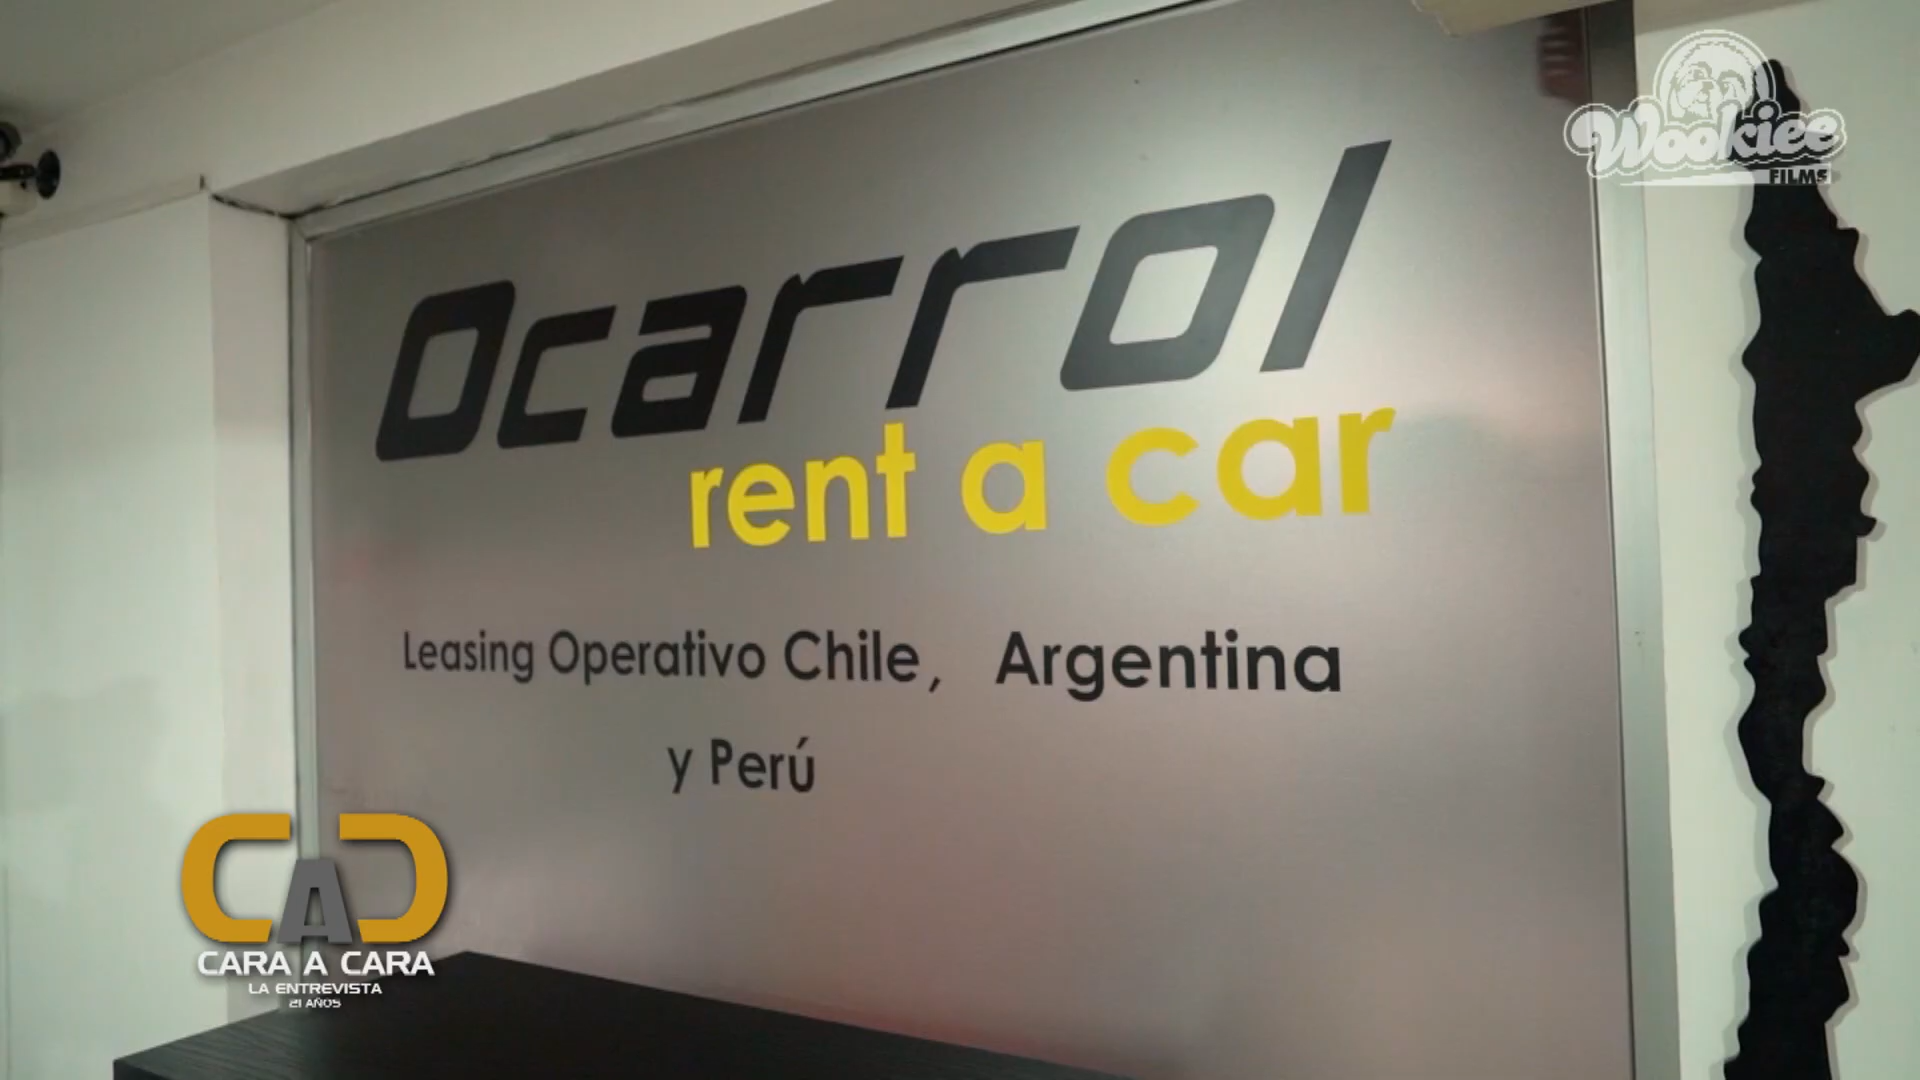 Wookiee
FILMS
Ocarrol
rent a car
Leasing Operativo Chile, Argentina
y Perú
CAC
CARA A CARA
LA ENTREVISTA
21 AÑOS